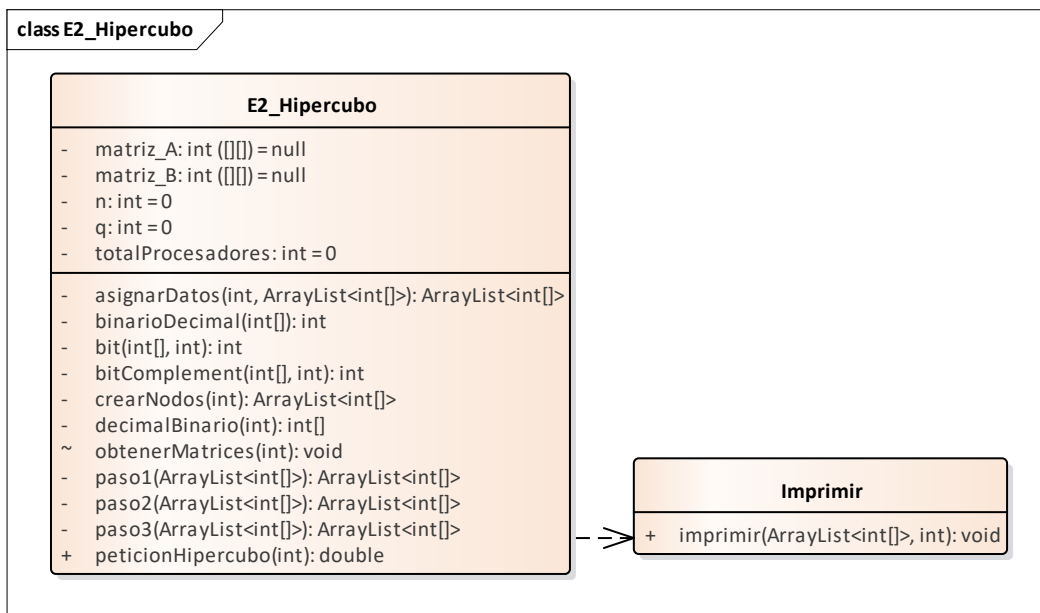 class E2_Hipercubo
E2_Hipercubo
- matriz_A: int ([][]) = null
- matriz_B: int ([][]) = null
- n: int = 0
- q: int = 0
- totalProcesadores: int = 0
- asignarDatos(int, ArrayList<int[]>): ArrayList<int[]>
- binarioDecimal(int[]): int
- bit(int[], int): int
- bitComplement(int[], int): int
- crearNodos(int): ArrayList<int[]>
- decimalBinario(int): int[]
~ obtenerMatrices(int): void
- paso1(ArrayList<int[]>): ArrayList<int[]>
- paso2(ArrayList<int[]>): ArrayList<int[]>
- paso3(ArrayList<int[]>): ArrayList<int[]>
+ peticionHipercubo(int): double
Imprimir
+ imprimir(ArrayList<int[]>, int): void